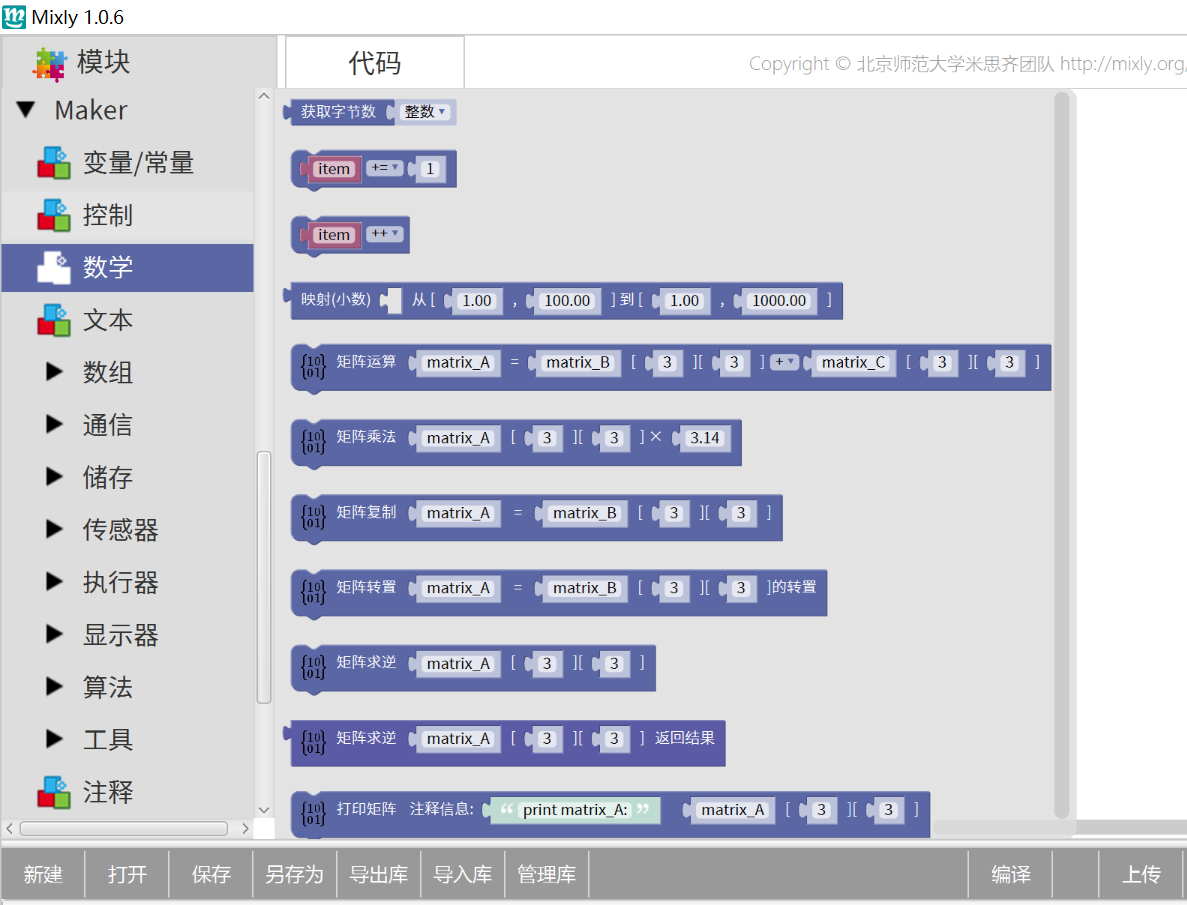 Mixly 1.0.6
模块
代码
Copyright © 北京师范大学米思齐团队 http://mixly.org/
Maker
变量/常量
控制
数学
文本
数组
通信
储存
传感器
执行器
显示器
算法
工具
注释
获取字节数 整数
item += 1
item ++
映射(小数) 从 [ 1.00 , 100.00 ] 到 [ 1.00 , 1000.00 ]
{10 01} 矩阵运算 matrix_A = matrix_B [ 3 ][ 3 ] + matrix_C [ 3 ][ 3 ]
{10 01} 矩阵乘法 matrix_A [ 3 ][ 3 ] × 3.14
{10 01} 矩阵复制 matrix_A = matrix_B [ 3 ][ 3 ]
{10 01} 矩阵转置 matrix_A = matrix_B [ 3 ][ 3 ]的转置
{10 01} 矩阵求逆 matrix_A [ 3 ][ 3 ]
{10 01} 矩阵求逆 matrix_A [ 3 ][ 3 ] 返回结果
{10 01} 打印矩阵 注释信息: “ print matrix_A: ” matrix_A [ 3 ][ 3 ]
新建 打开 保存 另存为 导出库 导入库 管理库 编译 上传